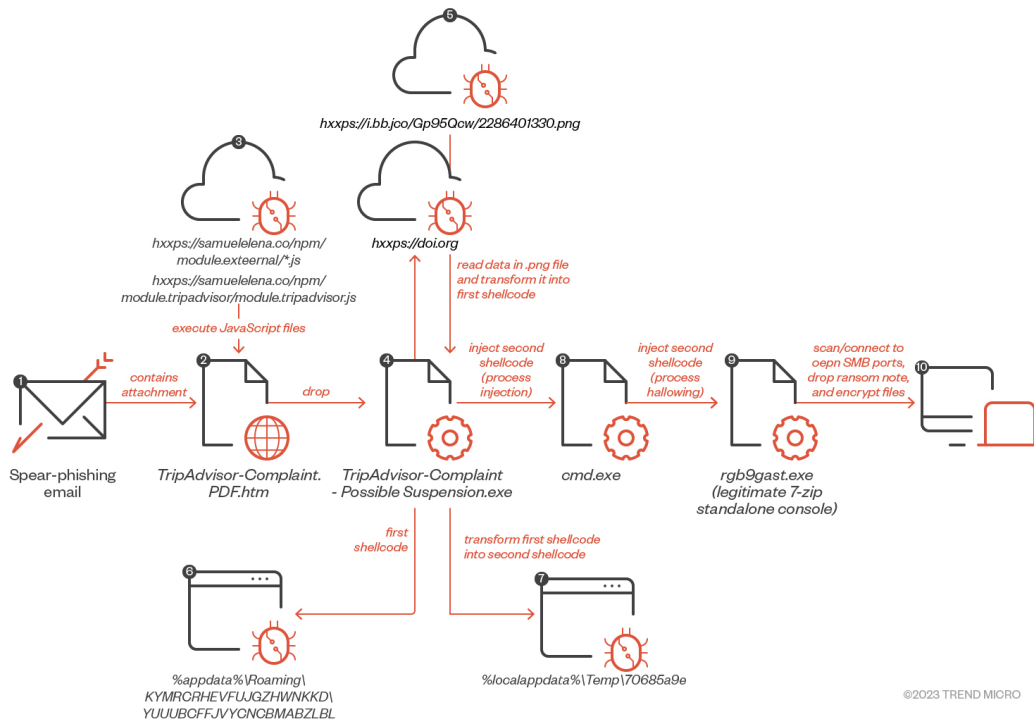 5
hxxps://i.bb.jco/Gp95Qcw/2286401330.png
3
hxxps://samuelelena.co/npm/
module.exteernal/*.js
hxxps://samuelelena.co/npm/
module.tripadvisor/module.tripadvisor.js
hxxps://doi.org
read data in .png file
and transform it into
first shellcode
execute JavaScript files
1
contains
attachment
2
drop
4
inject second
shellcode
(process
injection)
8
inject second
shellcode
(process
hallowing)
9
scan/connect to
oepn SMB ports,
drop ransom note,
and encrypt files
10
Spear-phishing
email
TripAdvisor-Complaint.
PDF.htm
TripAdvisor-Complaint
- Possible Suspension.exe
cmd.exe
rgb9gast.exe
(legitimate 7-zip
standalone console)
first
shellcode
transform first shellcode
into second shellcode
6
%appdata%\Roaming\
KYMRCRHEVFUJGZHWNKKD\
YUUUBCFFJVYCNCBMABZLBL
7
%localappdata%\Temp\70685a9e
©2023 TREND MICRO